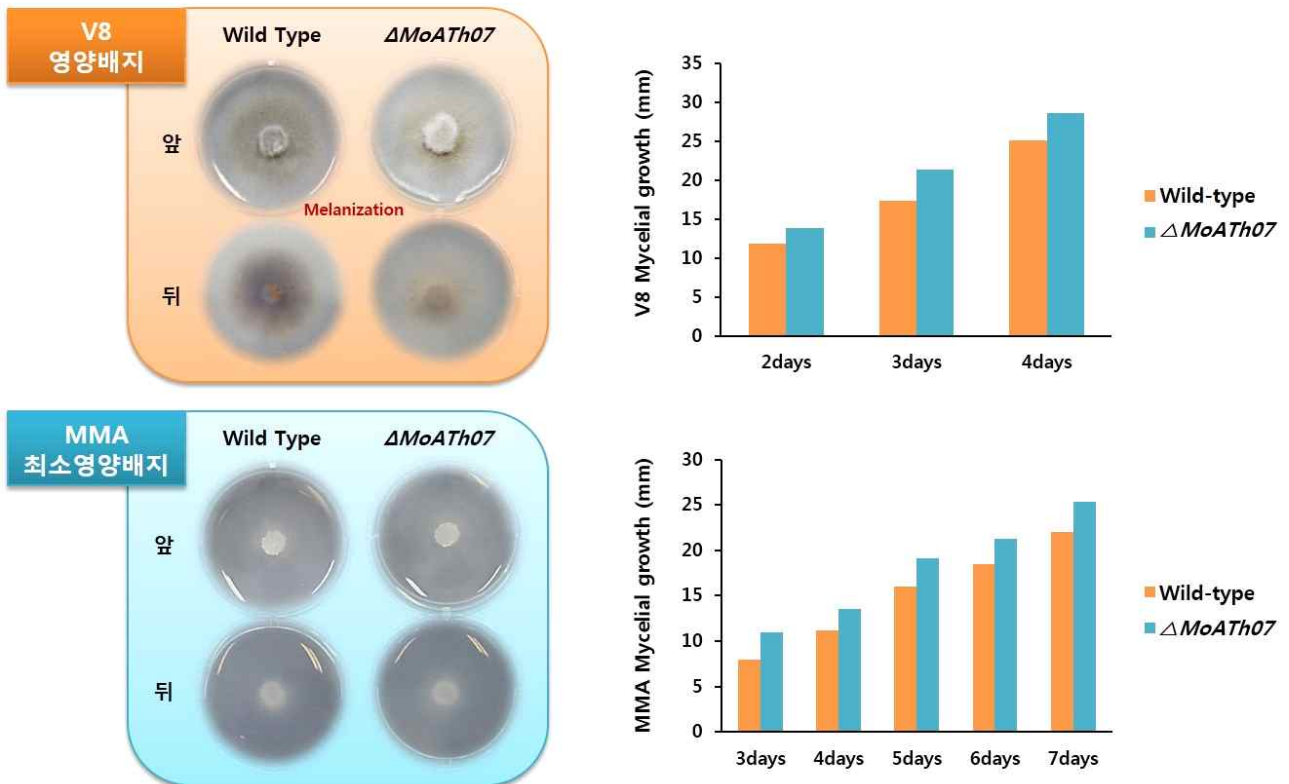 V8
영양배지
Wild Type
ΔMoATh07
앞
Melanization
뒤
V8 Mycelial growth (mm)
35
30
25
20
15
10
5
0
2days
3days
4days
Wild-type
△MoATh07
MMA
최소영양배지
Wild Type
ΔMoATh07
앞
뒤
MMA Mycelial growth (mm)
30
25
20
15
10
5
0
3days
4days
5days
6days
7days
Wild-type
△MoATh07